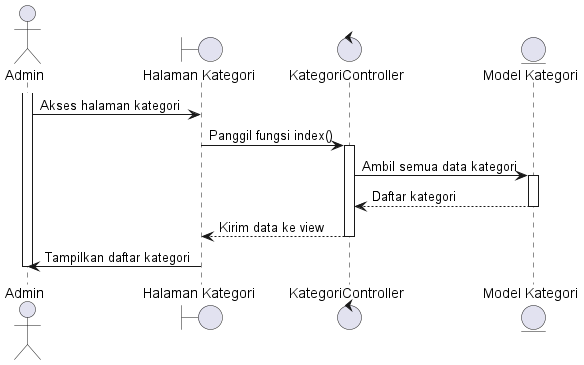 Admin
Halaman Kategori
KategoriController
Model Kategori
Akses halaman kategori
Panggil fungsi index()
Ambil semua data kategori
Daftar kategori
Kirim data ke view
Tampilkan daftar kategori
Admin
Halaman Kategori
KategoriController
Model Kategori